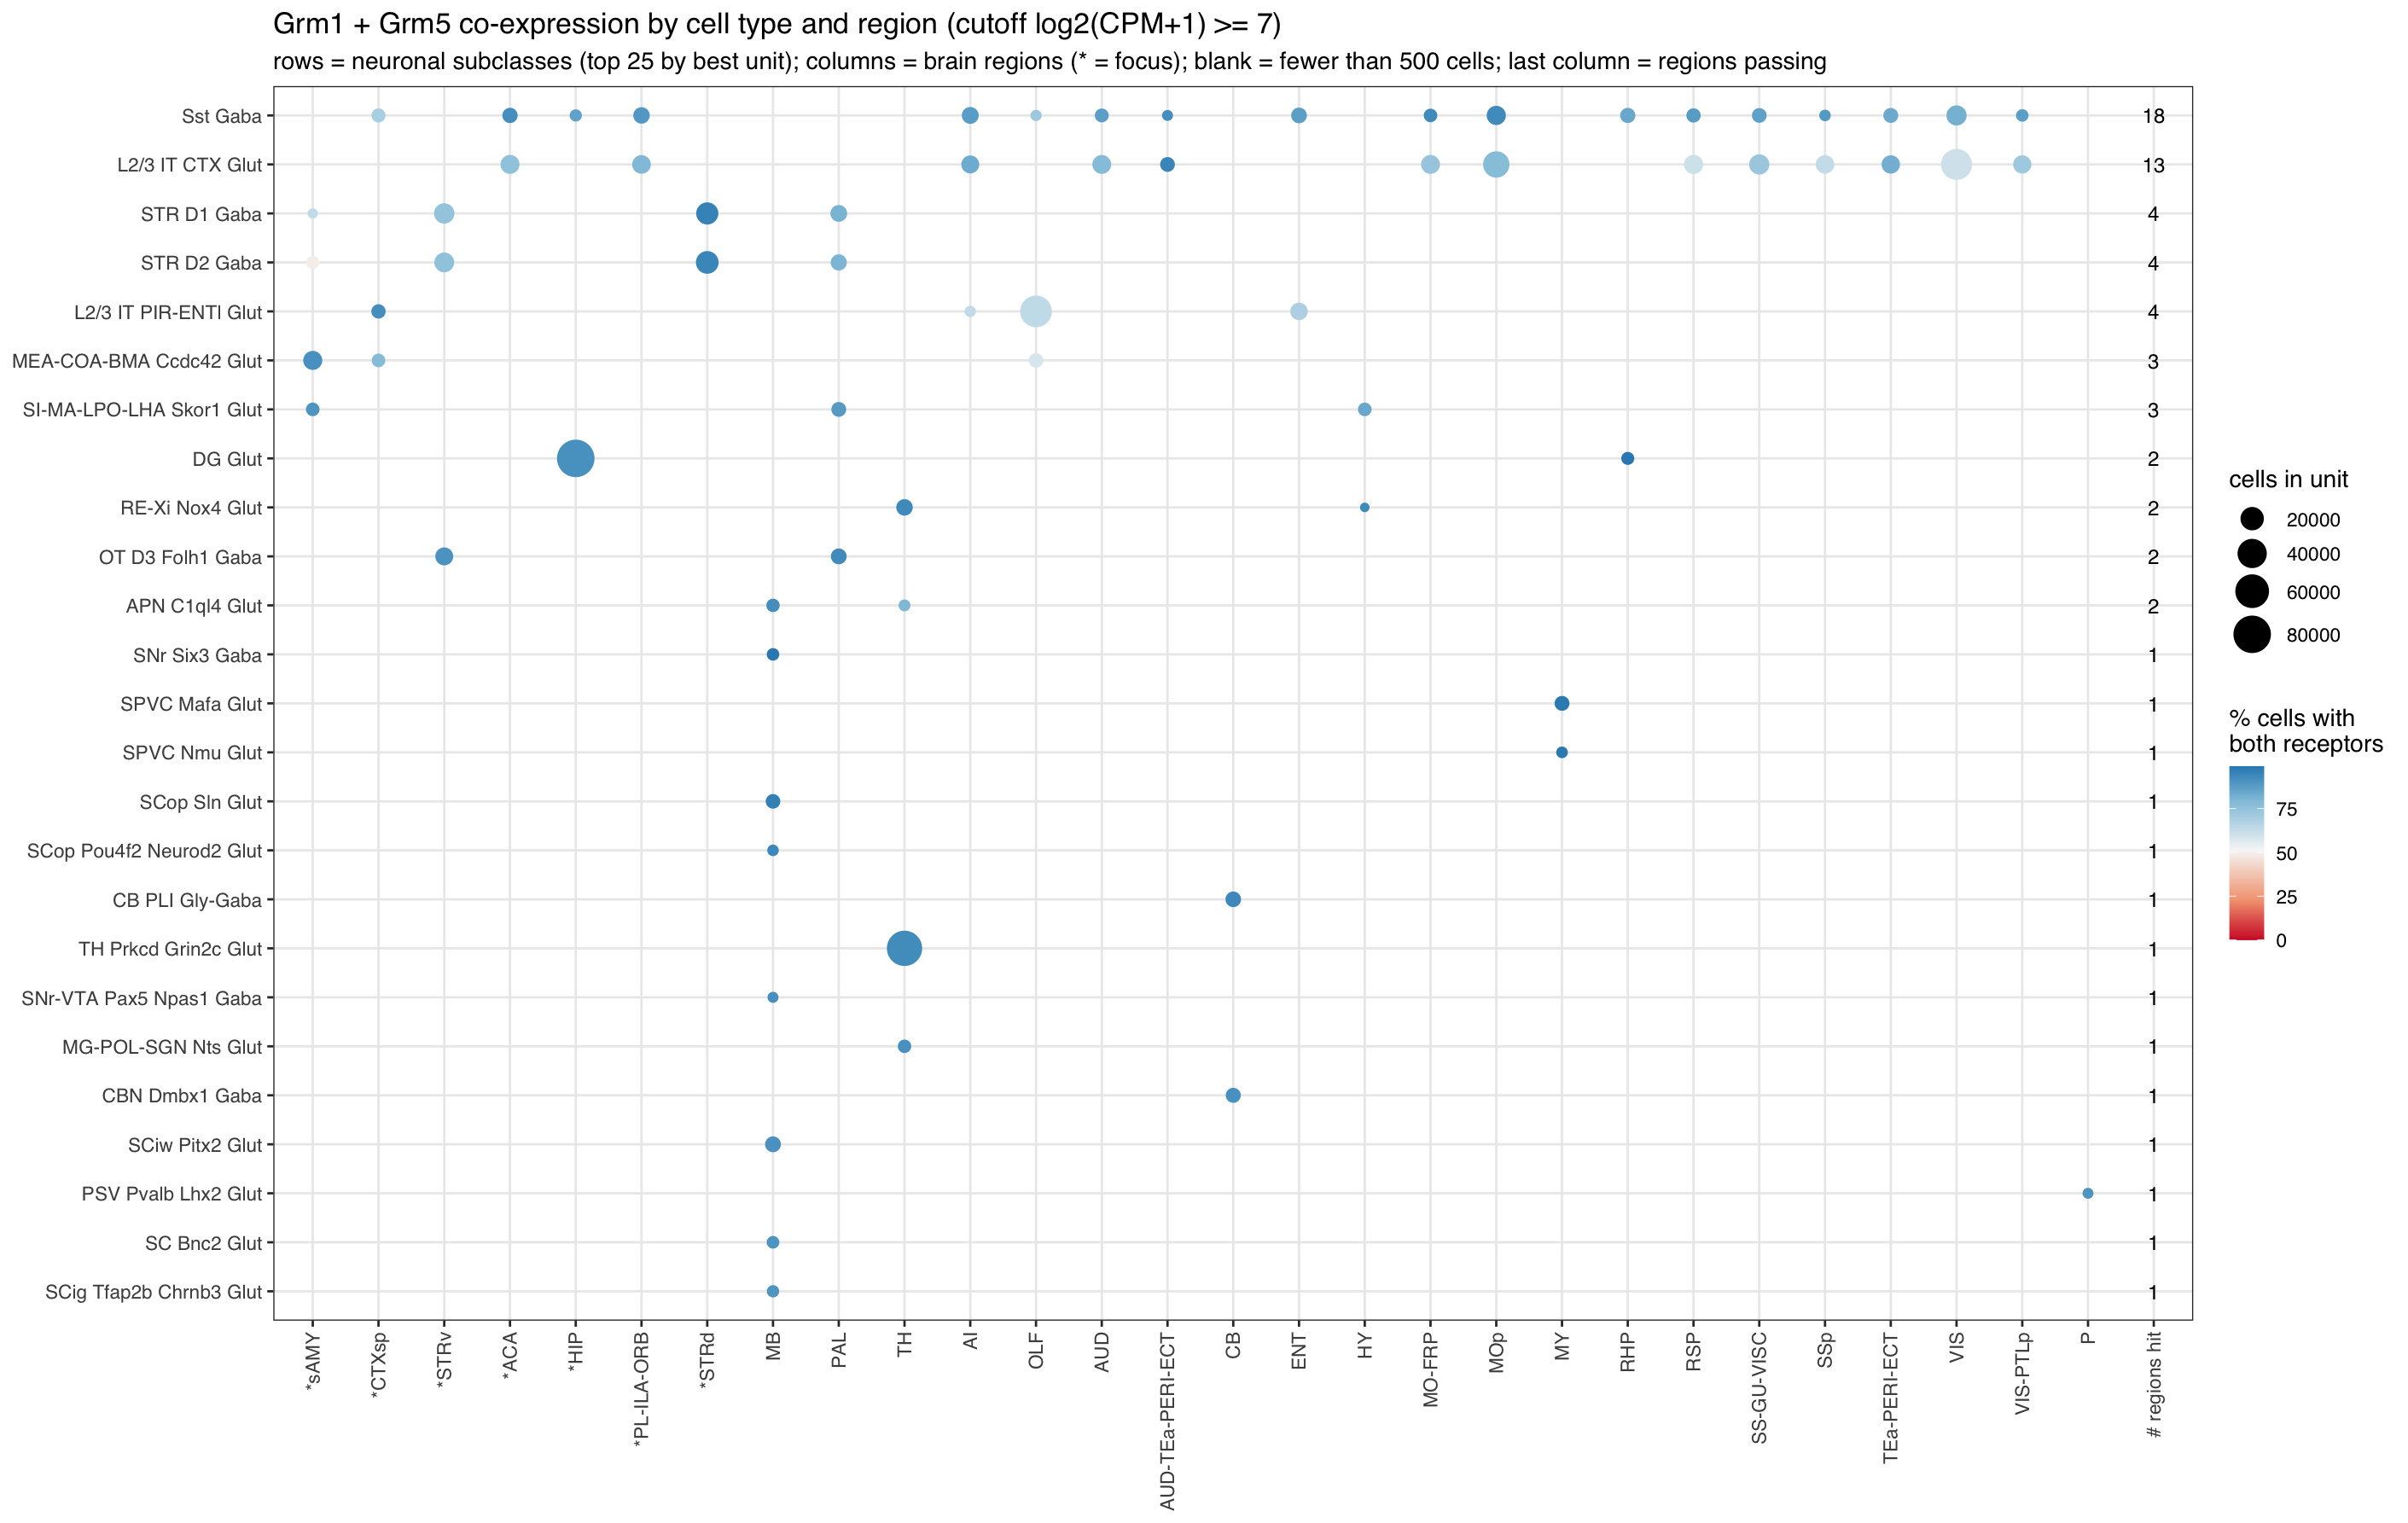 Grm1 + Grm5 co-expression by cell type and region (cutoff log2(CPM+1) >= 7)
rows = neuronal subclasses (top 25 by best unit); columns = brain regions (* = focus); blank = fewer than 500 cells; last column = regions passing
Sst Gaba 18
L2/3 IT CTX Glut 13
STR D1 Gaba 4
STR D2 Gaba 4
L2/3 IT PIR-ENTl Glut 4
MEA-COA-BMA Ccdc42 Glut 3
SI-MA-LPO-LHA Skor1 Glut 3
DG Glut 2
RE-Xi Nox4 Glut 2
OT D3 Folh1 Gaba 2
APN C1ql4 Glut 2
SNr Six3 Gaba 1
SPVC Mafa Glut 1
SPVC Nmu Glut 1
SCop Sln Glut 1
SCop Pou4f2 Neurod2 Glut 1
CB PLI Gly-Gaba 1
TH Prkcd Grin2c Glut 1
SNr-VTA Pax5 Npas1 Gaba 1
MG-POL-SGN Nts Glut 1
CBN Dmbx1 Gaba 1
SCiw Pitx2 Glut 1
PSV Pvalb Lhx2 Glut 1
SC Bnc2 Glut 1
SCig Tfap2b Chrnb3 Glut 1
*sAMY
*CTXsp
*STRv
*ACA
*HIP
*PL-ILA-ORB
*STRd
MB
PAL
TH
AI
OLF
AUD
AUD-TEa-PERI-ECT
CB
ENT
HY
MO-FRP
MOp
MY
RHP
RSP
SS-GU-VISC
SSp
TEa-PERI-ECT
VIS
VIS-PTLp
P
# regions hit
cells in unit
20000
40000
60000
80000
% cells with
both receptors
75
50
25
0